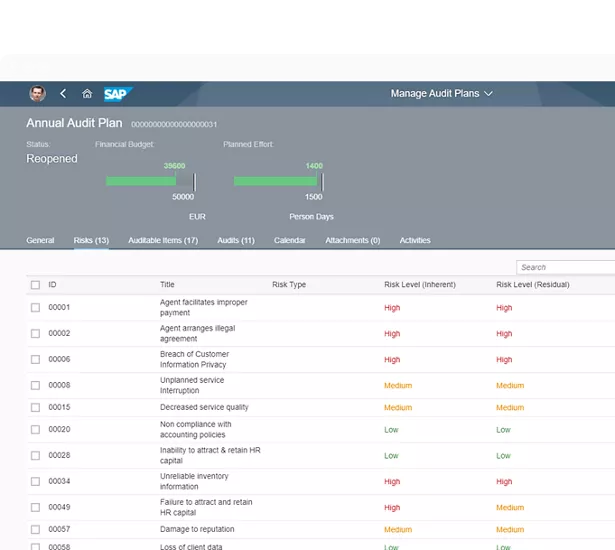 SAP
Manage Audit Plans
Annual Audit Plan 00000000000000000031
Status: Financial Budget: Planned Effort:
Reopened
39600 1400
50000 1500
EUR Person Days
General Risks (13) Auditable Items (17) Audits (11) Calendar Attachments (0) Activities
Search
ID Title Risk Type Risk Level (Inherent) Risk Level (Residual)
00001 Agent facilitates improper High High
payment
00002 Agent arranges illegal High High
agreement
00006 Breach of Customer High High
Information Privacy
00008 Unplanned service Medium Medium
Interruption
00015 Decreased service quality Medium Medium
00020 Non compliance with Low Low
accounting policies
00028 Inability to attract & retain HR Low Low
capital
00034 Unreliable inventory High High
information
00049 Failure to attract and retain High Medium
HR capital
00057 Damage to reputation Medium Medium
00058 Loss of client data Low Low